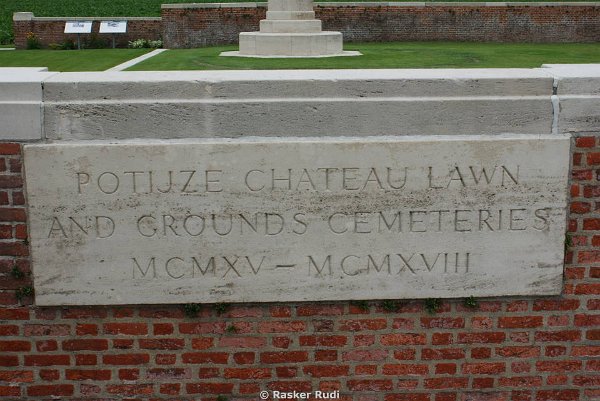 POTIJZE CHATEAU LAWN
AND GROUNDS CEMETERIES
MCMXV – MCMXVIII
© Rasker Rudi